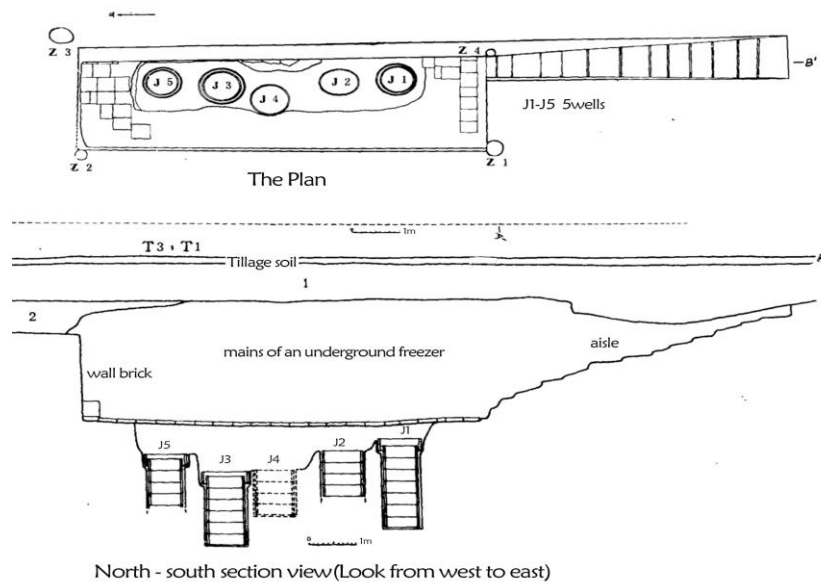 Z 3
Z 4
J 5
J 3
J 4
J 2
J 1
B'
J1-J5 5wells
Z 2
Z 1
The Plan
1m
T3 : T1
Tillage soil
1
2
mains of an underground freezer
aisle
wall brick
J5
J3
J4
J2
J1
0
1m
North - south section view(Look from west to east)